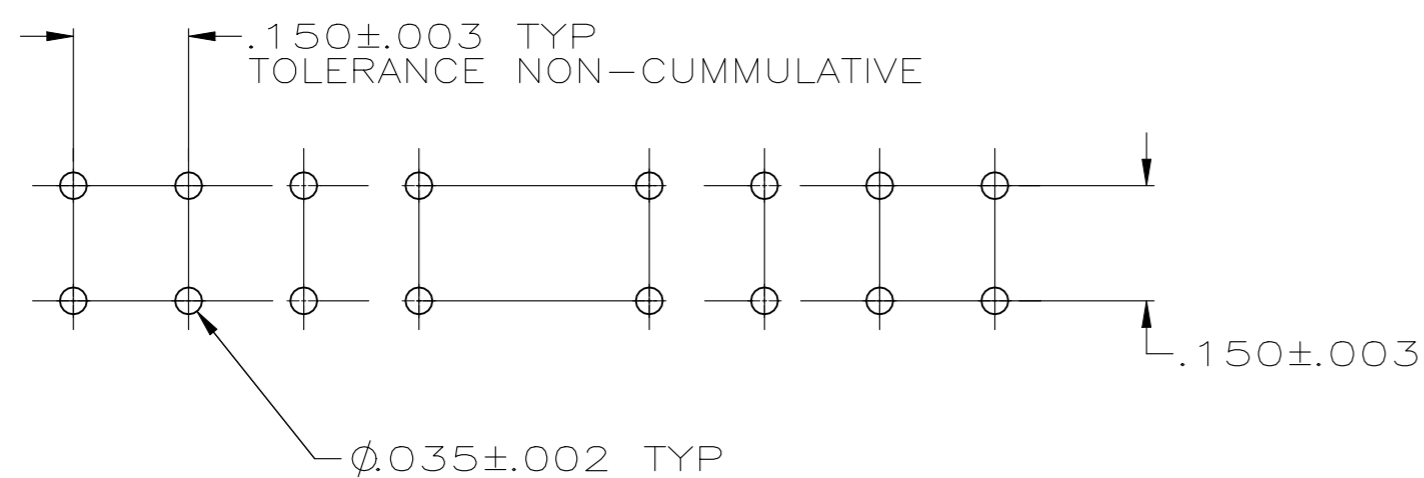 .150±.003 TYP
TOLERANCE NON-CUMMULATIVE
.150±.003
Ø.035±.002 TYP